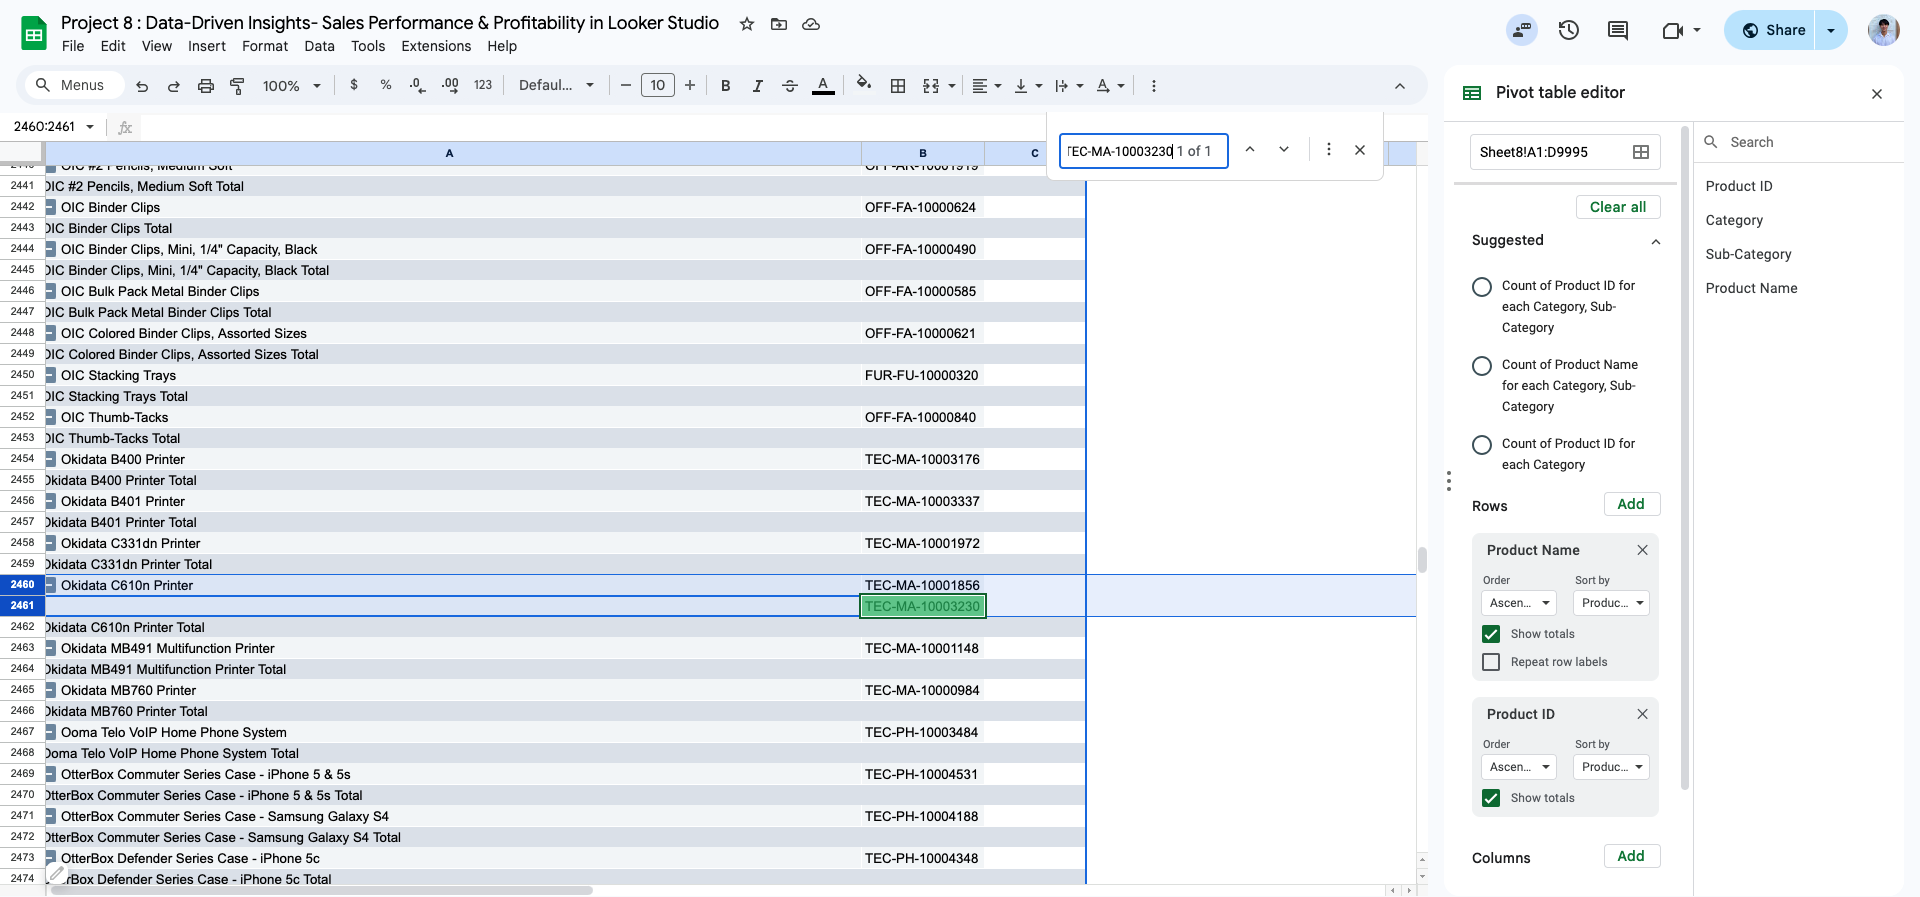 Project 8 : Data-Driven Insights- Sales Performance & Profitability in Looker Studio
File Edit View Insert Format Data Tools Extensions Help
Share
Menus 100% $ % .0 .00 123 Defaul... 10 B I A
2460:2461 fx
TEC-MA-10003230 1 of 1
A B C
2440 OIC #2 Pencils, Medium Soft OFF-AR-10001919
2441 OIC #2 Pencils, Medium Soft Total
2442 OIC Binder Clips OFF-FA-10000624
2443 OIC Binder Clips Total
2444 OIC Binder Clips, Mini, 1/4" Capacity, Black OFF-FA-10000490
2445 OIC Binder Clips, Mini, 1/4" Capacity, Black Total
2446 OIC Bulk Pack Metal Binder Clips OFF-FA-10000585
2447 OIC Bulk Pack Metal Binder Clips Total
2448 OIC Colored Binder Clips, Assorted Sizes OFF-FA-10000621
2449 OIC Colored Binder Clips, Assorted Sizes Total
2450 OIC Stacking Trays FUR-FU-10000320
2451 OIC Stacking Trays Total
2452 OIC Thumb-Tacks OFF-FA-10000840
2453 OIC Thumb-Tacks Total
2454 Okidata B400 Printer TEC-MA-10003176
2455 Okidata B400 Printer Total
2456 Okidata B401 Printer TEC-MA-10003337
2457 Okidata B401 Printer Total
2458 Okidata C331dn Printer TEC-MA-10001972
2459 Okidata C331dn Printer Total
2460 Okidata C610n Printer TEC-MA-10001856
2461 TEC-MA-10003230
2462 Okidata C610n Printer Total
2463 Okidata MB491 Multifunction Printer TEC-MA-10001148
2464 Okidata MB491 Multifunction Printer Total
2465 Okidata MB760 Printer TEC-MA-10000984
2466 Okidata MB760 Printer Total
2467 Ooma Telo VoIP Home Phone System TEC-PH-10003484
2468 Ooma Telo VoIP Home Phone System Total
2469 OtterBox Commuter Series Case - iPhone 5 & 5s TEC-PH-10004531
2470 OtterBox Commuter Series Case - iPhone 5 & 5s Total
2471 OtterBox Commuter Series Case - Samsung Galaxy S4 TEC-PH-10004188
2472 OtterBox Commuter Series Case - Samsung Galaxy S4 Total
2473 OtterBox Defender Series Case - iPhone 5c TEC-PH-10004348
2474 rBox Defender Series Case - iPhone 5c Total
Pivot table editor
Sheet8!A1:D9995
Clear all
Suggested
Count of Product ID for
each Category, Sub-
Category
Count of Product Name
for each Category, Sub-
Category
Count of Product ID for
each Category
Rows Add
Product Name
Order Sort by
Ascen... Produc...
Show totals
Repeat row labels
Product ID
Order Sort by
Ascen... Produc...
Show totals
Columns Add
Search
Product ID
Category
Sub-Category
Product Name